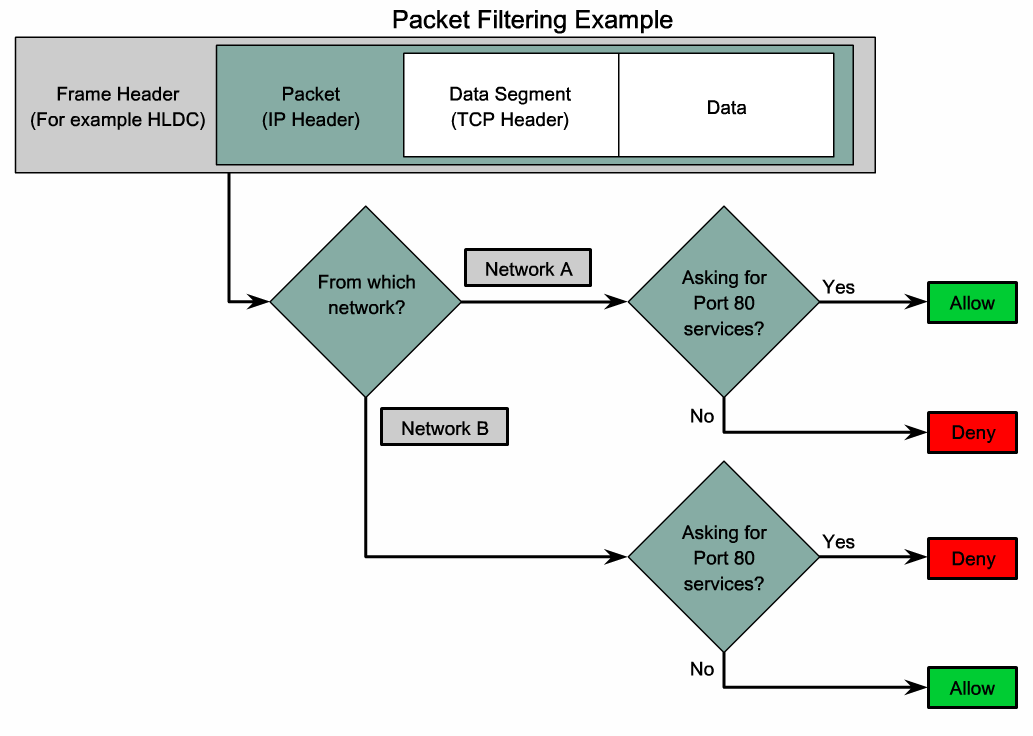 Packet Filtering Example
Frame Header
(For example HLDC)
Packet
(IP Header)
Data Segment
(TCP Header)
Data
From which
network?
Network A
Asking for
Port 80
services?
Yes
Allow
No
Deny
Network B
Asking for
Port 80
services?
Yes
Deny
No
Allow